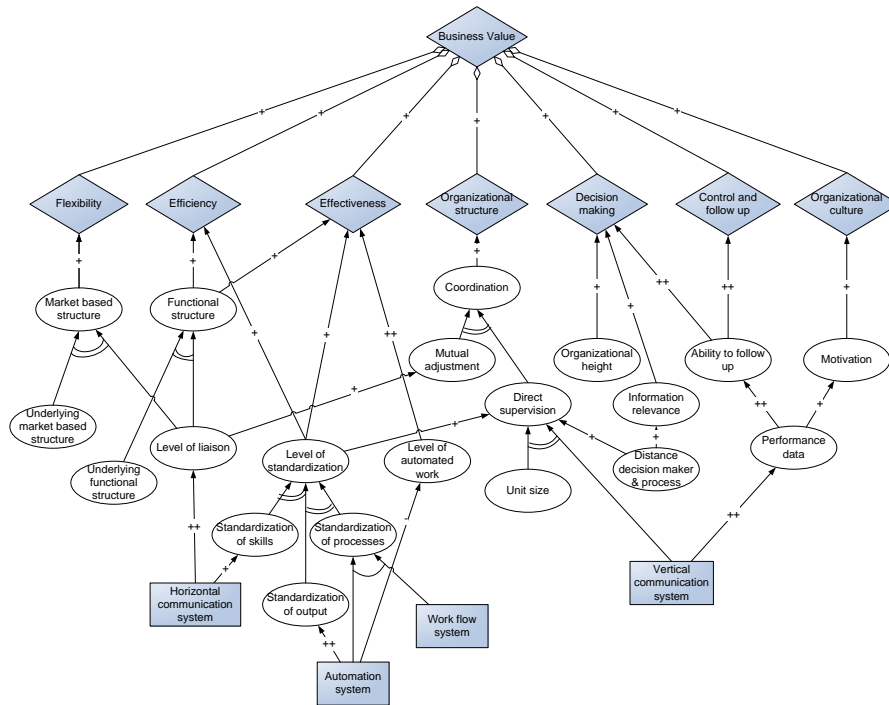 Business Value
+
+
+
+
+
+
+
Flexibility
Efficiency
Effectiveness
Organizational
structure
Decision
making
Control and
follow up
Organizational
culture
+
+
+
+
++
++
+
Market based
structure
Functional
structure
Coordination
+
+
+
+
++
Mutual
adjustment
Organizational
height
Ability to follow
up
Motivation
+
Underlying
market based
structure
Direct
supervision
Information
relevance
++
+
Level of liaison
Underlying
functional
structure
Level of
standardization
+
Level of
automated
work
+
+
Distance
decision maker
& process
Performance
data
Unit size
++
Standardization
of skills
Standardization
of processes
-
++
+
Horizontal
communication
system
Standardization
of output
Work flow
system
Vertical
communication
system
++
Automation
system